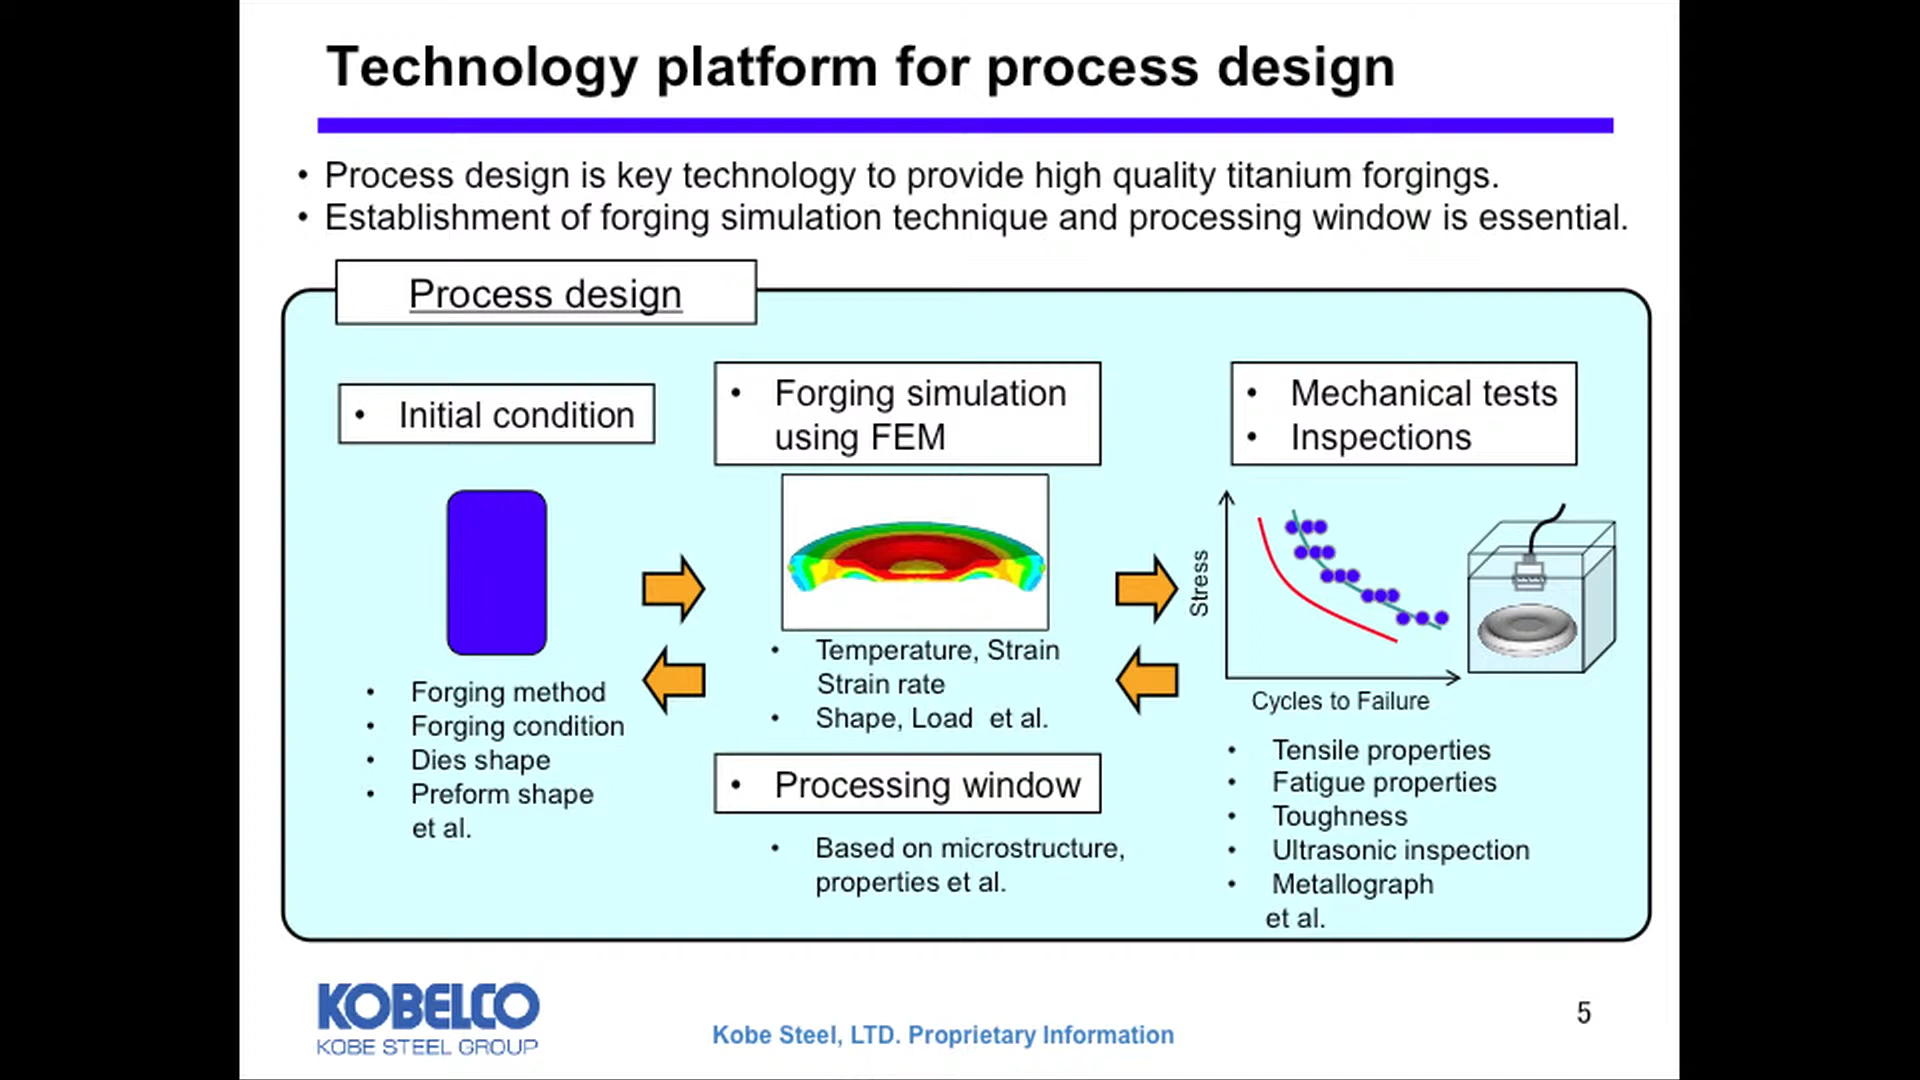 Technology platform for process design
• Process design is key technology to provide high quality titanium forgings.
• Establishment of forging simulation technique and processing window is essential.
Process design
• Initial condition
• Forging method
• Forging condition
• Dies shape
• Preform shape
et al.
• Forging simulation
using FEM
• Temperature, Strain
Strain rate
• Shape, Load et al.
• Processing window
• Based on microstructure,
properties et al.
• Mechanical tests
• Inspections
Stress
Cycles to Failure
• Tensile properties
• Fatigue properties
• Toughness
• Ultrasonic inspection
• Metallograph
et al.
KOBELCO
KOBE STEEL GROUP
Kobe Steel, LTD. Proprietary Information
5